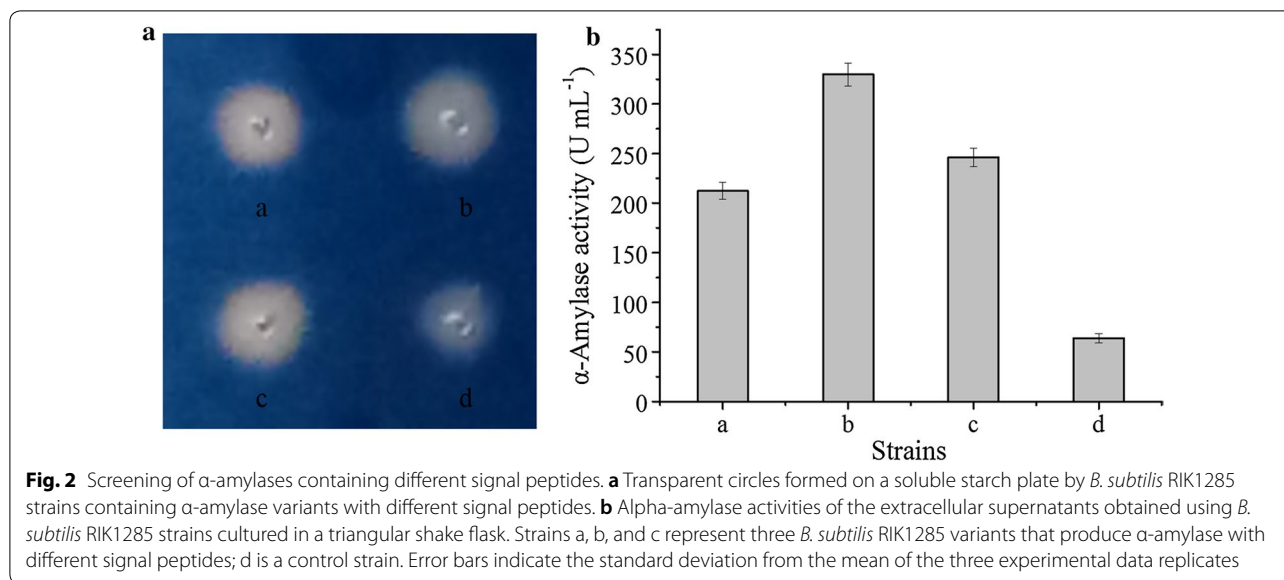 a
a
b
c
d
b
α-Amylase activity (U mL⁻¹)
350
300
250
200
150
100
50
0
a b c d
Strains
Fig. 2 Screening of α-amylases containing different signal peptides. a Transparent circles formed on a soluble starch plate by B. subtilis RIK1285
strains containing α-amylase variants with different signal peptides. b Alpha-amylase activities of the extracellular supernatants obtained using B.
subtilis RIK1285 strains cultured in a triangular shake flask. Strains a, b, and c represent three B. subtilis RIK1285 variants that produce α-amylase with
different signal peptides; d is a control strain. Error bars indicate the standard deviation from the mean of the three experimental data replicates